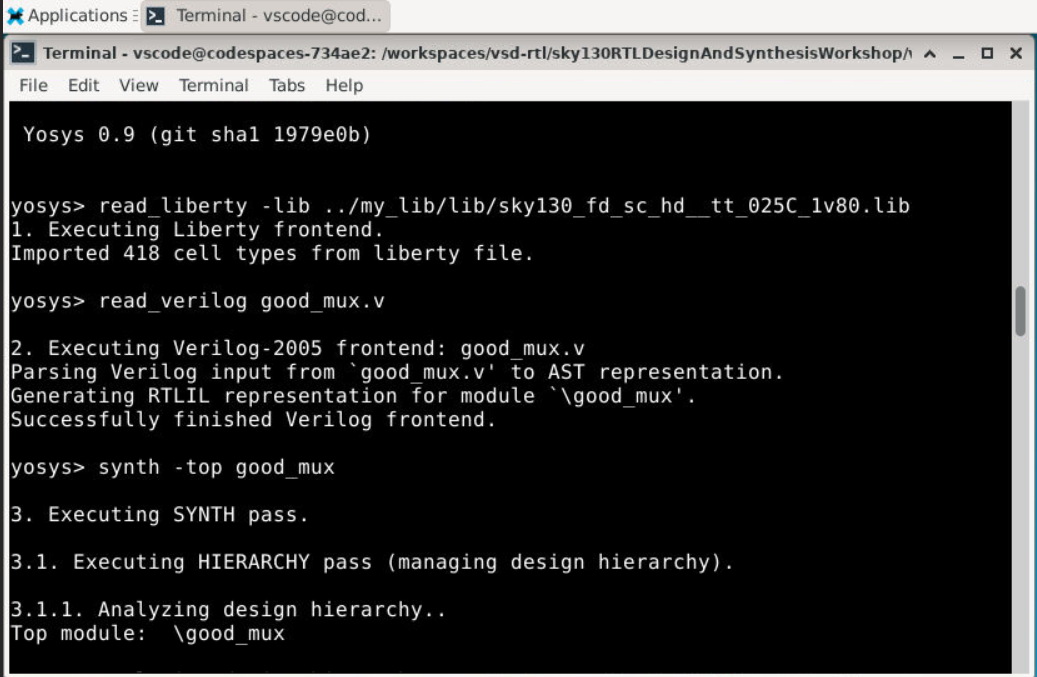 Applications
Terminal - vscode@cod...
Terminal - vscode@codespaces-734ae2: /workspaces/vsd-rtl/sky130RTLDesignAndSynthesisWorkshop/
File Edit View Terminal Tabs Help
Yosys 0.9 (git sha1 1979e0b)
yosys> read_liberty -lib ../my_lib/lib/sky130_fd_sc_hd__tt_025C_1v80.lib
1. Executing Liberty frontend.
Imported 418 cell types from liberty file.
yosys> read_verilog good_mux.v
2. Executing Verilog-2005 frontend: good_mux.v
Parsing Verilog input from `good_mux.v' to AST representation.
Generating RTLIL representation for module `\good_mux'.
Successfully finished Verilog frontend.
yosys> synth -top good_mux
3. Executing SYNTH pass.
3.1. Executing HIERARCHY pass (managing design hierarchy).
3.1.1. Analyzing design hierarchy..
Top module:  \good_mux